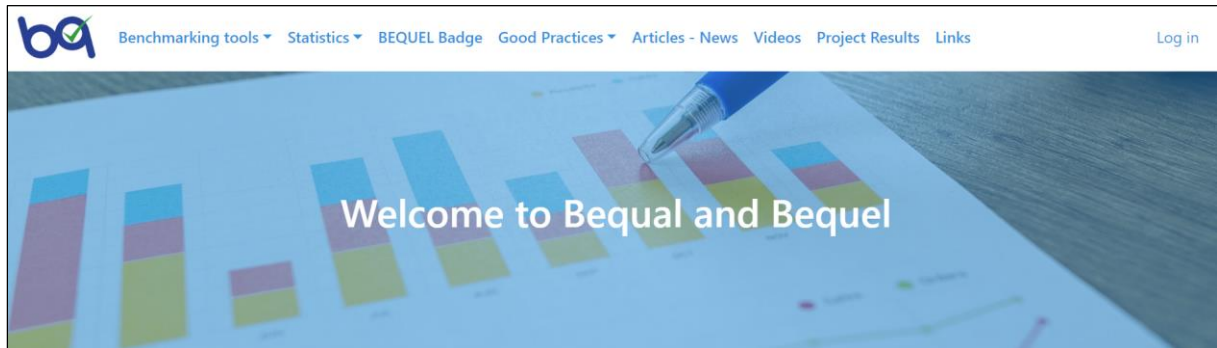 bq
Benchmarking tools Statistics BEQUEL Badge Good Practices Articles - News Videos Project Results Links Log in
Welcome to Bequal and Bequel